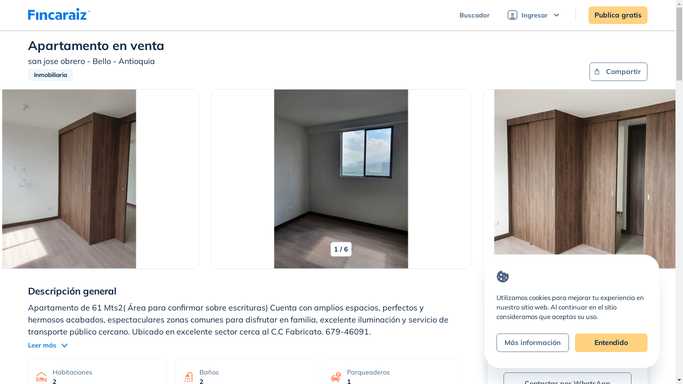 Fincaraiz
Buscador
Ingresar
Publica gratis
Apartamento en venta
san jose obrero - Bello - Antioquia
Inmobiliaria
Compartir
1 / 6
Descripción general
Apartamento de 61 Mts2( Área para confirmar sobre escrituras) Cuenta con amplios espacios, perfectos y
hermosos acabados, espectaculares zonas comunes para disfrutar en familia, excelente iluminación y servicio de
transporte público cercano. Ubicado en excelente sector cerca al C.C Fabricato. 679-46091.
Leer más
Habitaciones
2
Baños
2
Parqueaderos
1
Utilizamos cookies para mejorar tu experiencia en
nuestro sitio web. Al continuar en el sitio
consideramos que aceptas su uso.
Más información
Entendido
Contactar por WhatsApp